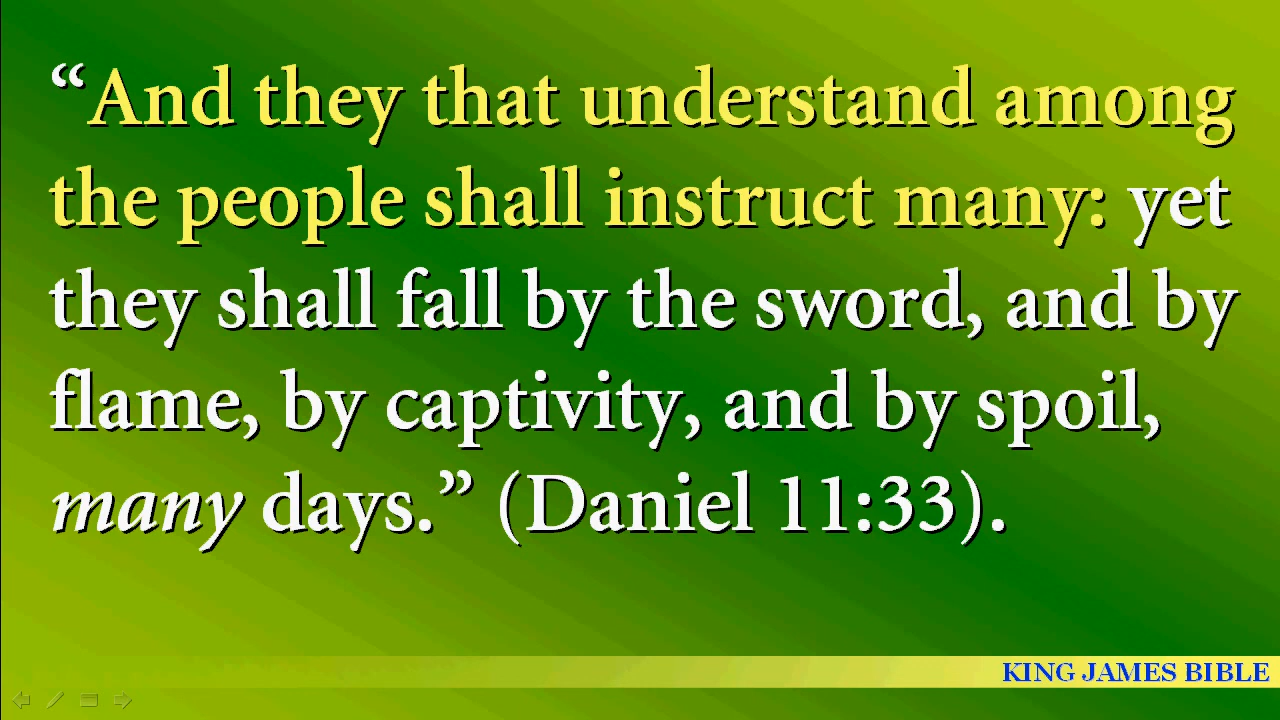 “And they that understand among
the people shall instruct many: yet
they shall fall by the sword, and by
flame, by captivity, and by spoil,
many days.” (Daniel 11:33).
KING JAMES BIBLE